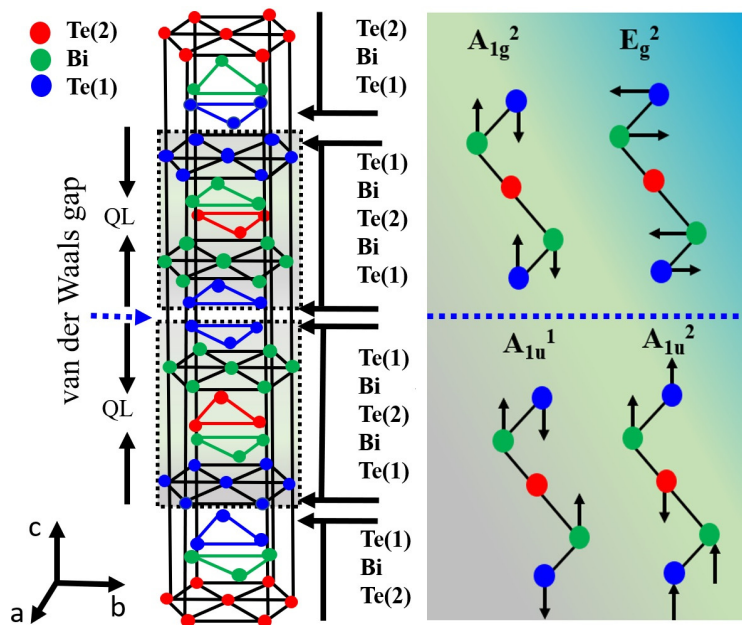 Te(2)
Bi
Te(1)
van der Waals gap
QL
QL
c
a
b
Te(2)
Bi
Te(1)
Te(1)
Bi
Te(2)
Bi
Te(1)
Te(1)
Bi
Te(2)
Bi
Te(1)
Te(1)
Bi
Te(2)
A1g²
Eg²
A1u¹
A1u²